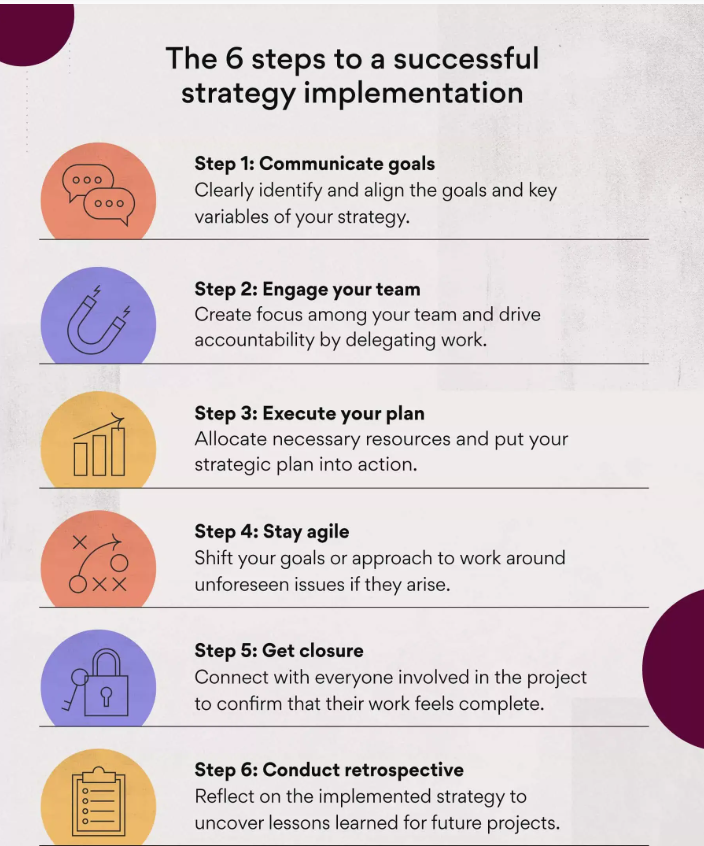 The 6 steps to a successful
strategy implementation
Step 1: Communicate goals
Clearly identify and align the goals and key
variables of your strategy.
Step 2: Engage your team
Create focus among your team and drive
accountability by delegating work.
Step 3: Execute your plan
Allocate necessary resources and put your
strategic plan into action.
Step 4: Stay agile
Shift your goals or approach to work around
unforeseen issues if they arise.
Step 5: Get closure
Connect with everyone involved in the project
to confirm that their work feels complete.
Step 6: Conduct retrospective
Reflect on the implemented strategy to
uncover lessons learned for future projects.